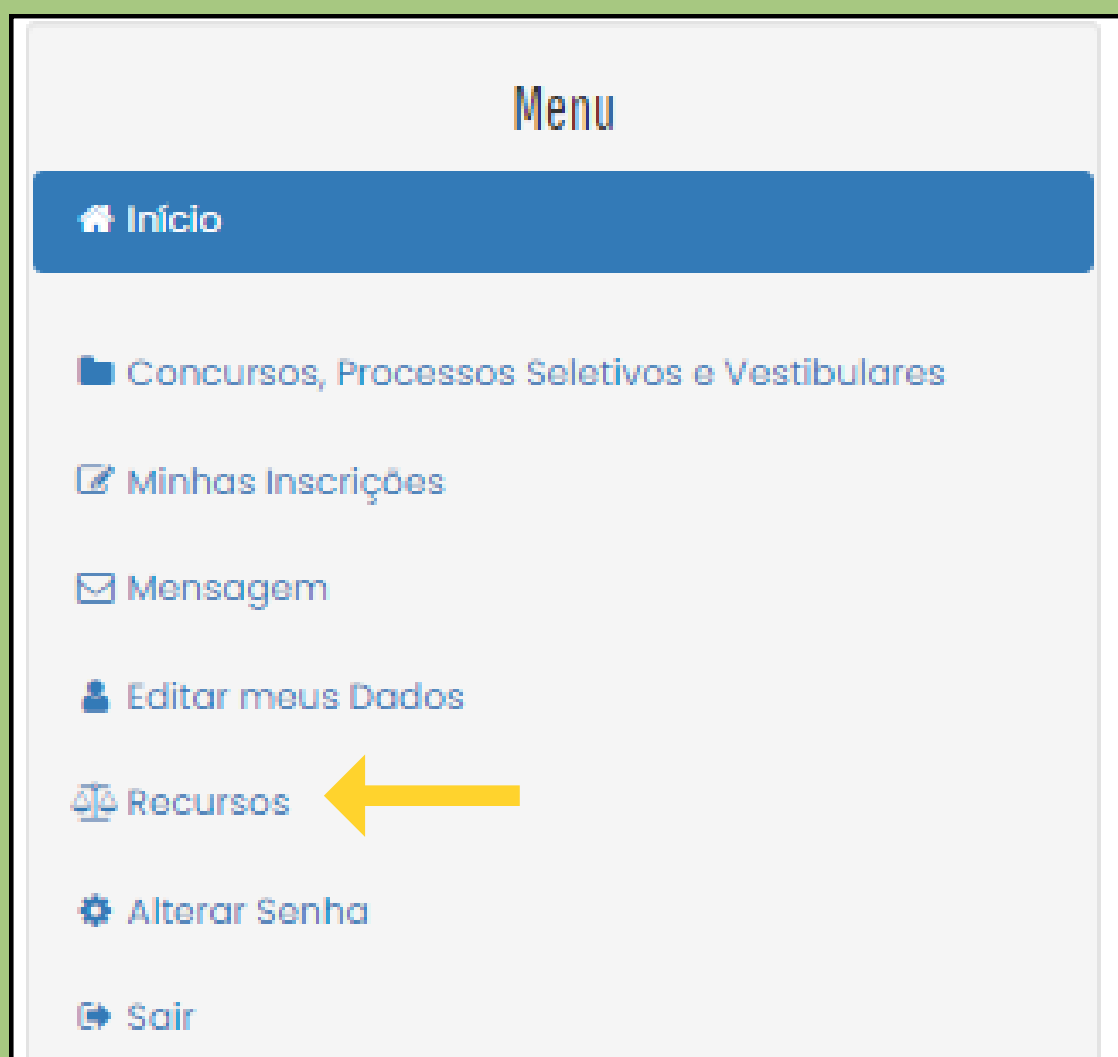 Menu
Início
Concursos, Processos Seletivos e Vestibulares
Minhas Inscrições
Mensagem
Editar meus Dados
Recursos
Alterar Senha
Sair